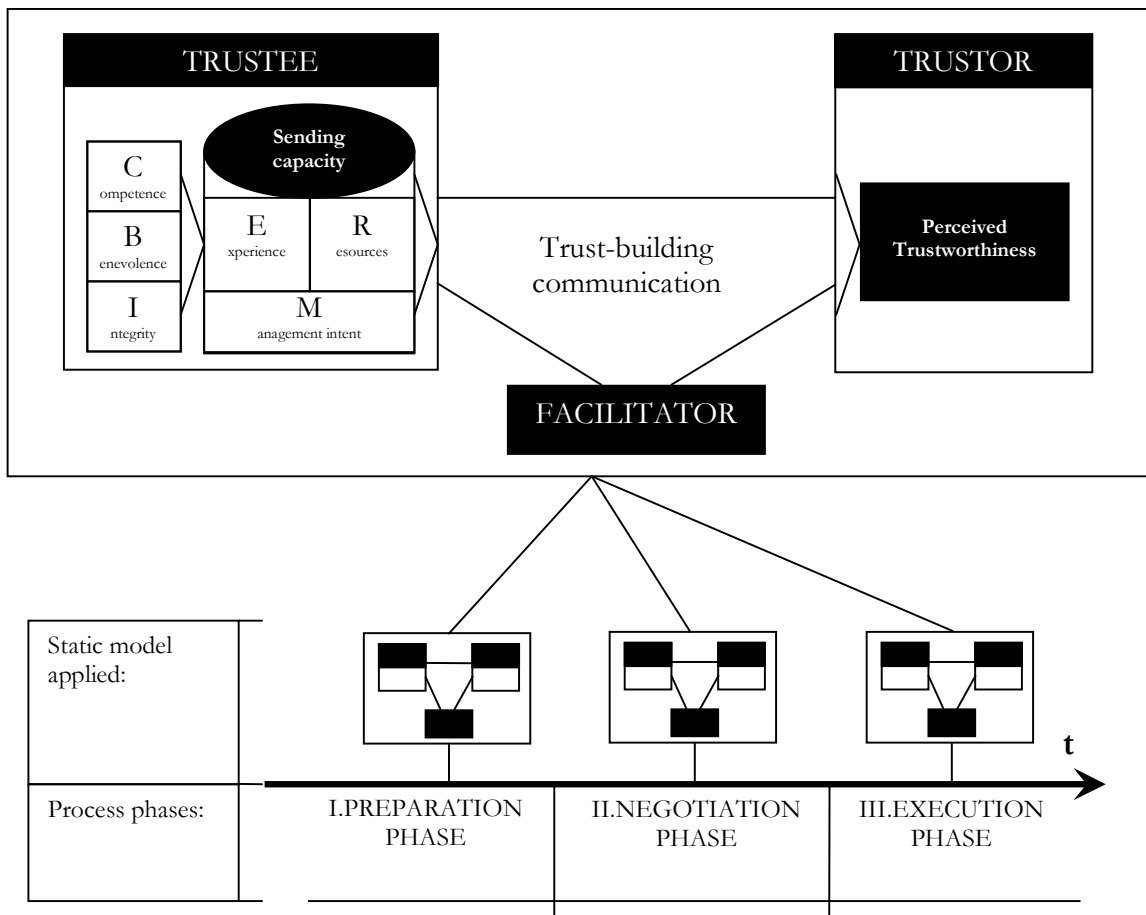 TRUSTEE
TRUSTOR
Sending
capacity
C
ompetence
B
enevolence
I
ntegrity
E
xperience
R
esources
M
anagement intent
Trust-building
communication
Perceived
Trustworthiness
FACILITATOR
Static model
applied:
t
Process phases:
I.PREPARATION
PHASE
II.NEGOTIATION
PHASE
III.EXECUTION
PHASE